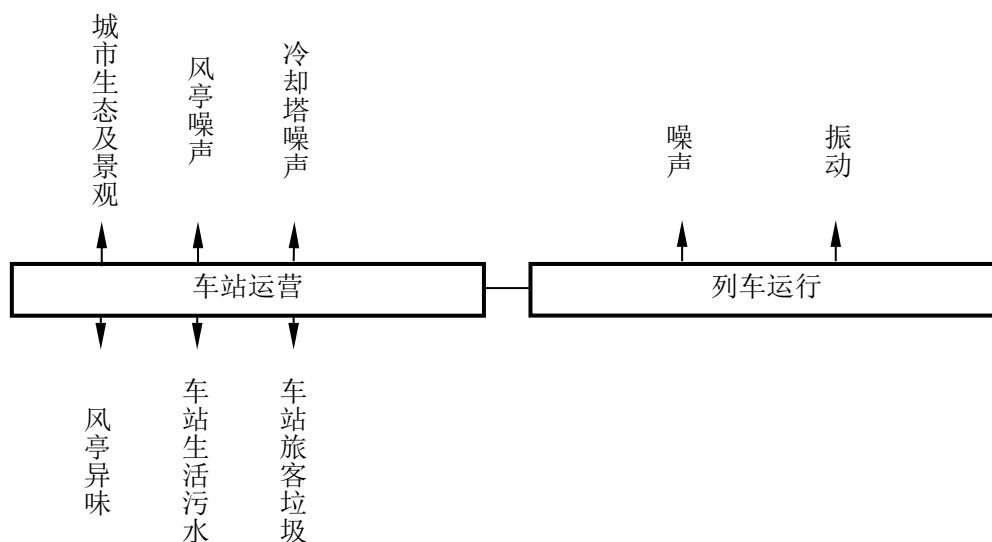 城市生态及景观
风亭噪声
冷却塔噪声
噪声
振动
车站运营
列车运行
风亭异味
车站生活污水
车站旅客垃圾